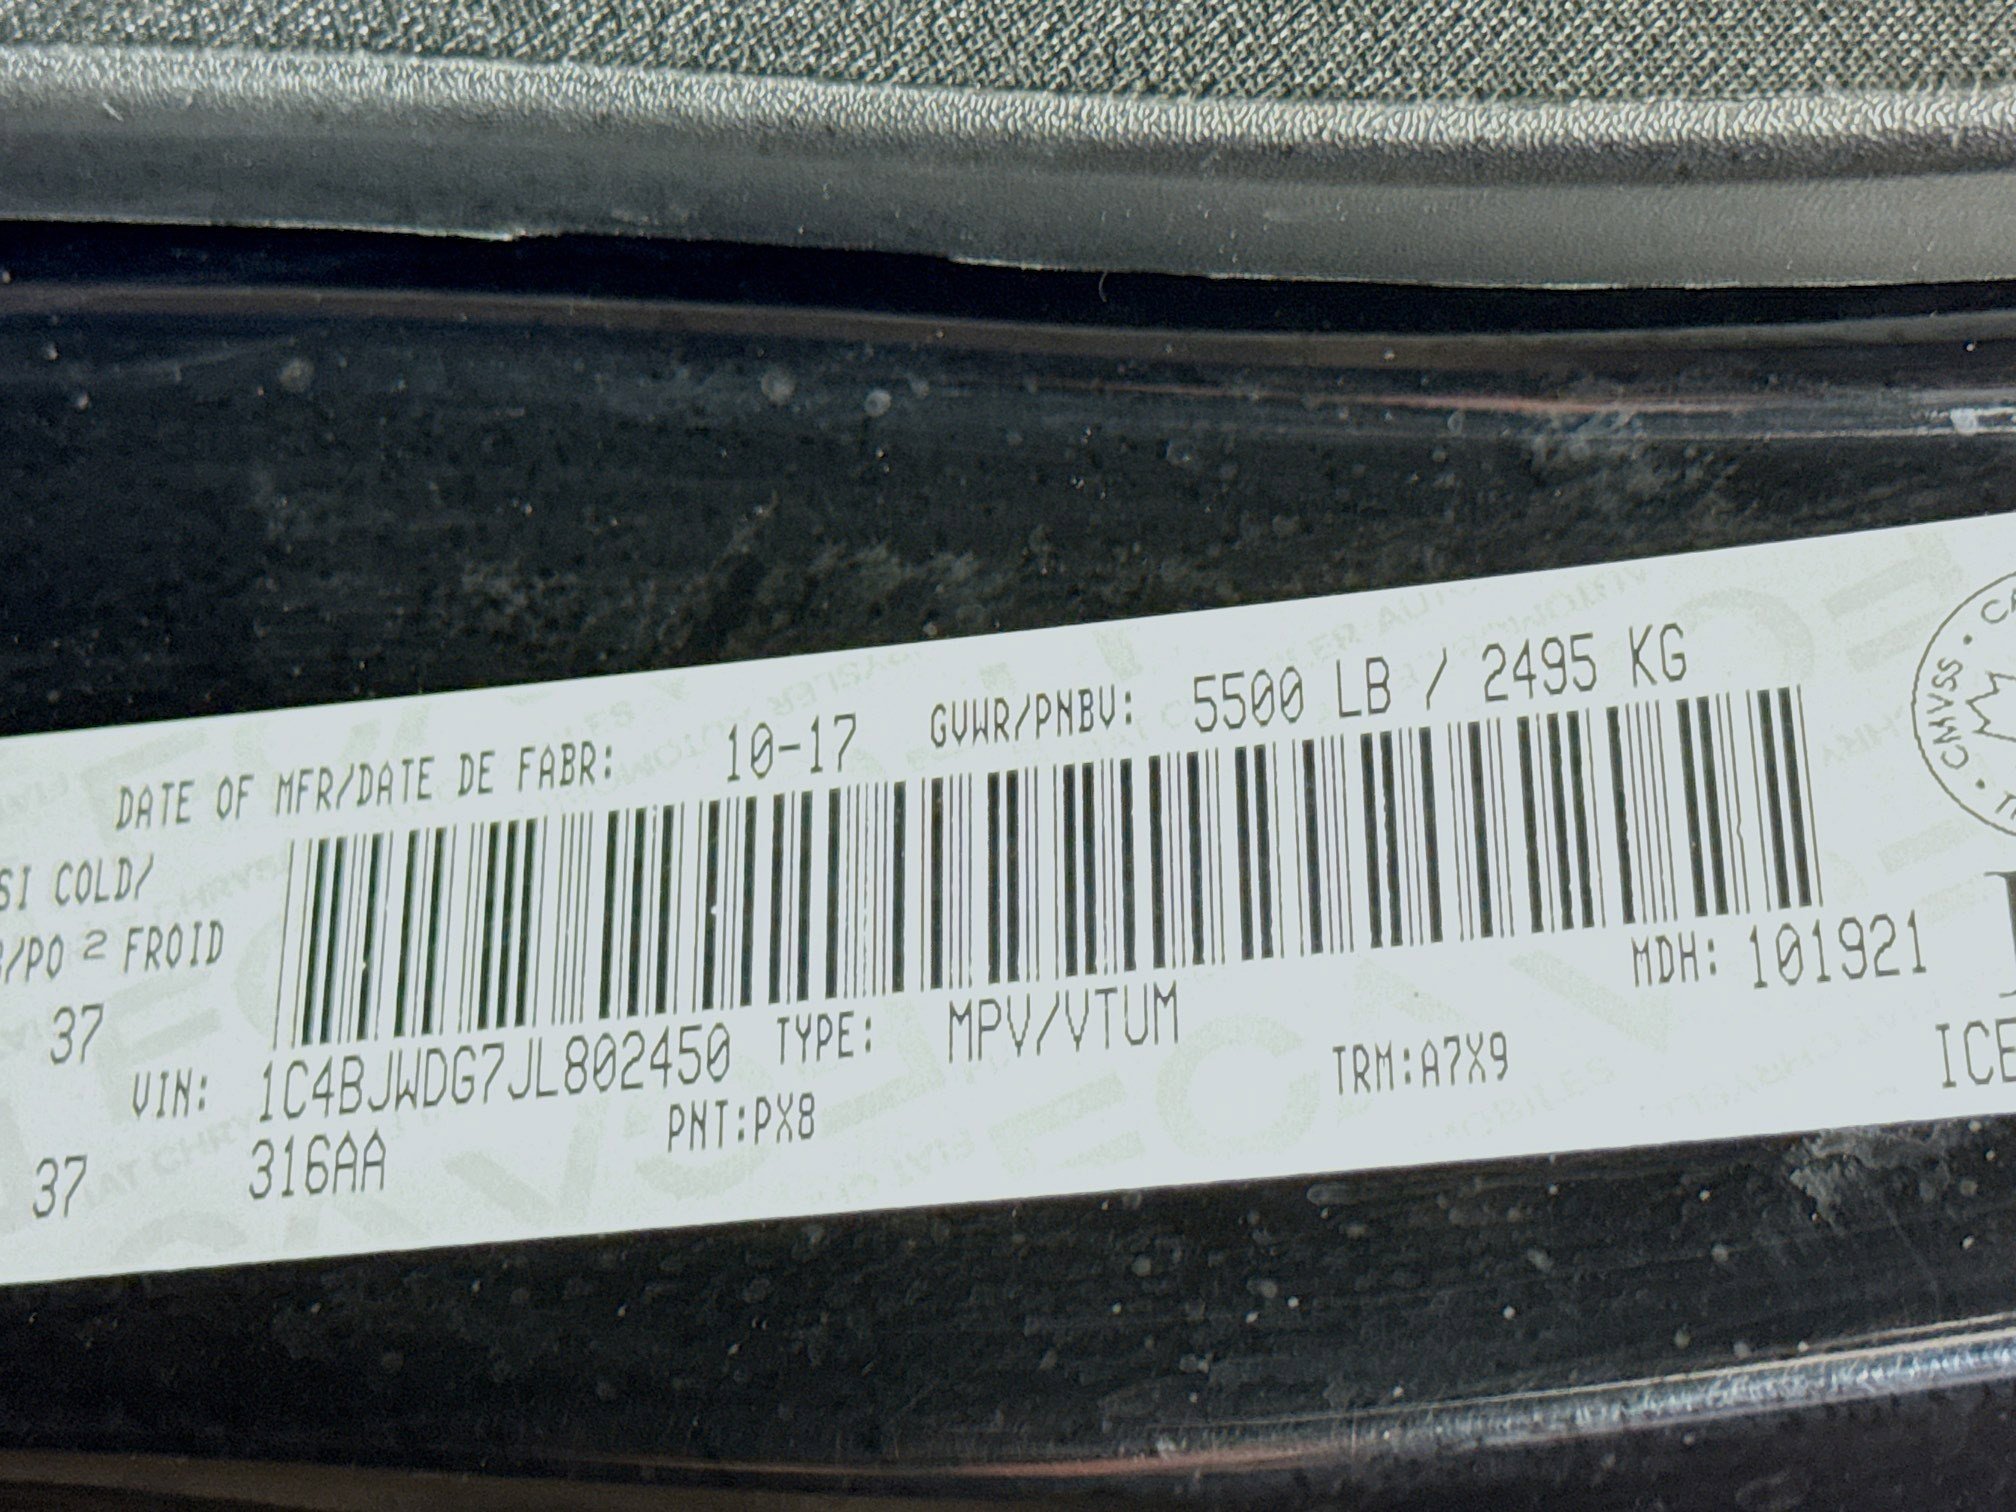 DATE OF MFR/DATE DE FABR: 10-17 GVWR/PNBV: 5500 LB / 2495 KG
SI COLD/
/PO 2 FROID
37
MDH: 101921
VIN: 1C4BJWDG7JL802450 TYPE: MPV/VTUM
TRM:A7X9
37 316AA PNT:PX8
CMVSS